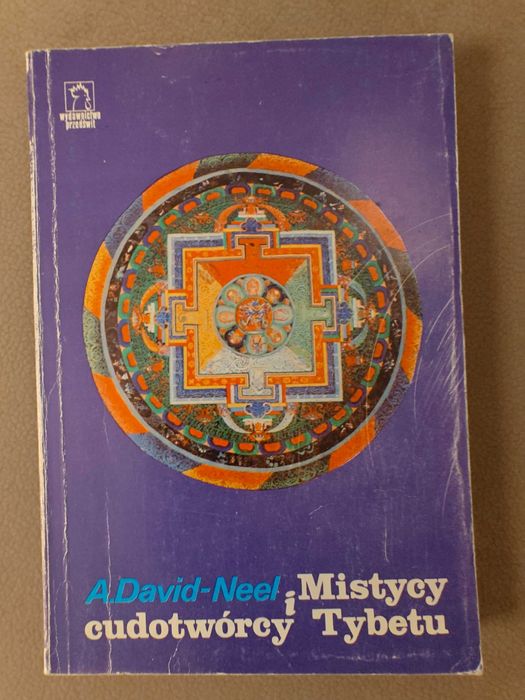 wydawnictwo
przedświt
A.David-Neel Mistycy
i
cudotwórcy Tybetu